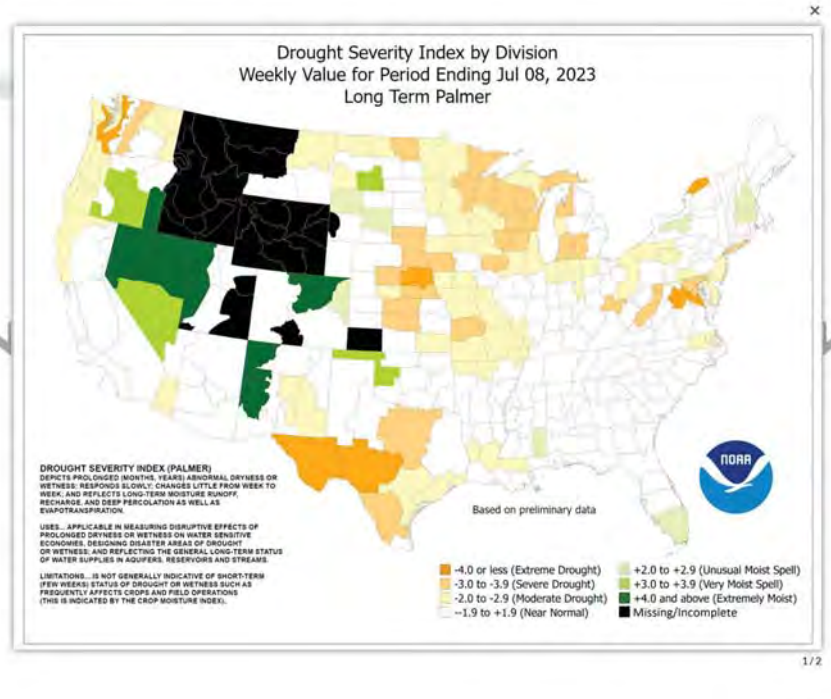 ×
Drought Severity Index by Division
Weekly Value for Period Ending Jul 08, 2023
Long Term Palmer
DROUGHT SEVERITY INDEX (PALMER)
DEPICTS PROLONGED (MONTHS, YEARS) ABNORMAL DRYNESS OR
WETNESS; RESPONDS SLOWLY; CHANGES LITTLE FROM WEEK TO
WEEK; AND REFLECTS LONG-TERM MOISTURE RUNOFF,
RECHARGE, AND DEEP PERCOLATION AS WELL AS
EVAPOTRANSPIRATION.
USES... APPLICABLE IN MEASURING DISRUPTIVE EFFECTS OF
PROLONGED DRYNESS OR WETNESS ON WATER SENSITIVE
ECONOMIES, DESIGNING DISASTER AREAS OF DROUGHT
OR WETNESS; AND REFLECTING THE GENERAL LONG-TERM STATUS
OF WATER SUPPLIES IN AQUIFERS, RESERVOIRS AND STREAMS.
LIMITATIONS...IS NOT GENERALLY INDICATIVE OF SHORT-TERM
(FEW WEEKS) STATUS OF DROUGHT OR WETNESS SUCH AS
FREQUENTLY AFFECTS CROPS AND FIELD OPERATIONS
(THIS IS INDICATED BY THE CROP MOISTURE INDEX).
NOAA
Based on preliminary data
-4.0 or less (Extreme Drought)
-3.0 to -3.9 (Severe Drought)
-2.0 to -2.9 (Moderate Drought)
--1.9 to +1.9 (Near Normal)
+2.0 to +2.9 (Unusual Moist Spell)
+3.0 to +3.9 (Very Moist Spell)
+4.0 and above (Extremely Moist)
Missing/Incomplete
1/2